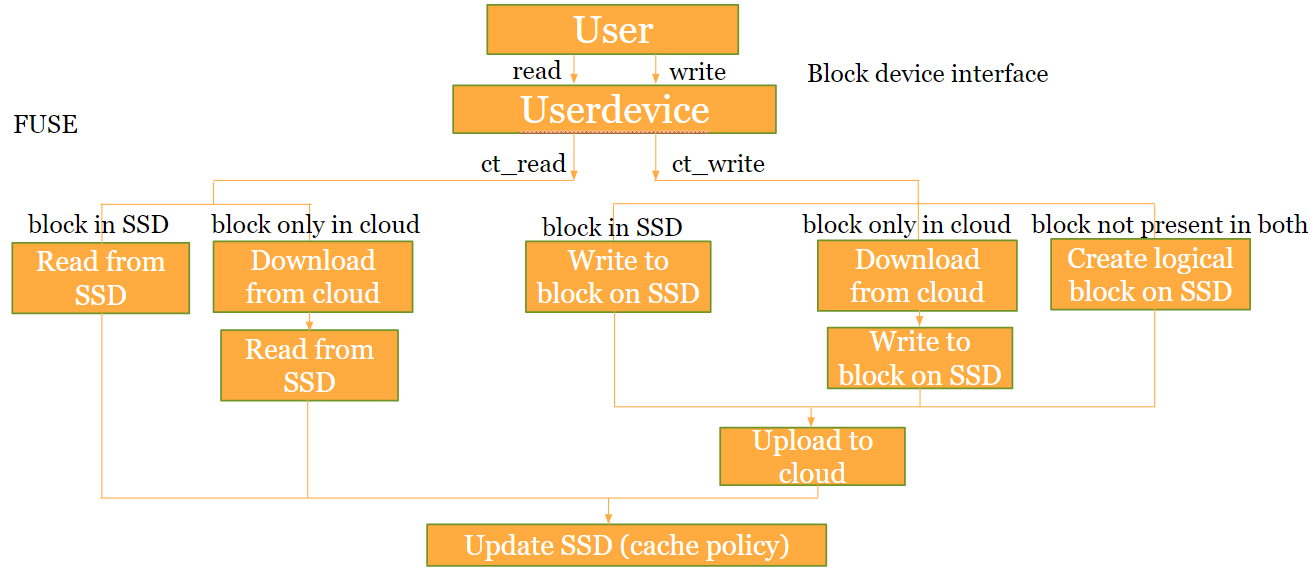 User
read
write
Block device interface
Userdevice
FUSE
ct_read
ct_write
block in SSD
block only in cloud
block in SSD
block only in cloud
block not present in both
Read from
SSD
Download
from cloud
Write to
block on SSD
Download
from cloud
Create logical
block on SSD
Read from
SSD
Write to
block on SSD
Upload to
cloud
Update SSD (cache policy)